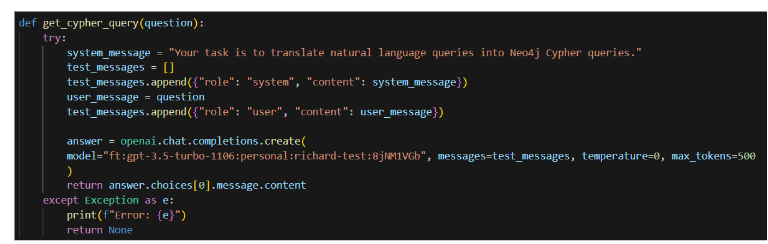 def get_cypher_query(question):
    try:
        system_message = "Your task is to translate natural language queries into Neo4j Cypher queries."
        test_messages = []
        test_messages.append({"role": "system", "content": system_message})
        user_message = question
        test_messages.append({"role": "user", "content": user_message})

        answer = openai.chat.completions.create(
        model="ft:gpt-3.5-turbo-1106:personal:richard-test:8jNM1VGb", messages=test_messages, temperature=0, max_tokens=500
        )
        return answer.choices[0].message.content
    except Exception as e:
        print(f"Error: {e}")
        return None